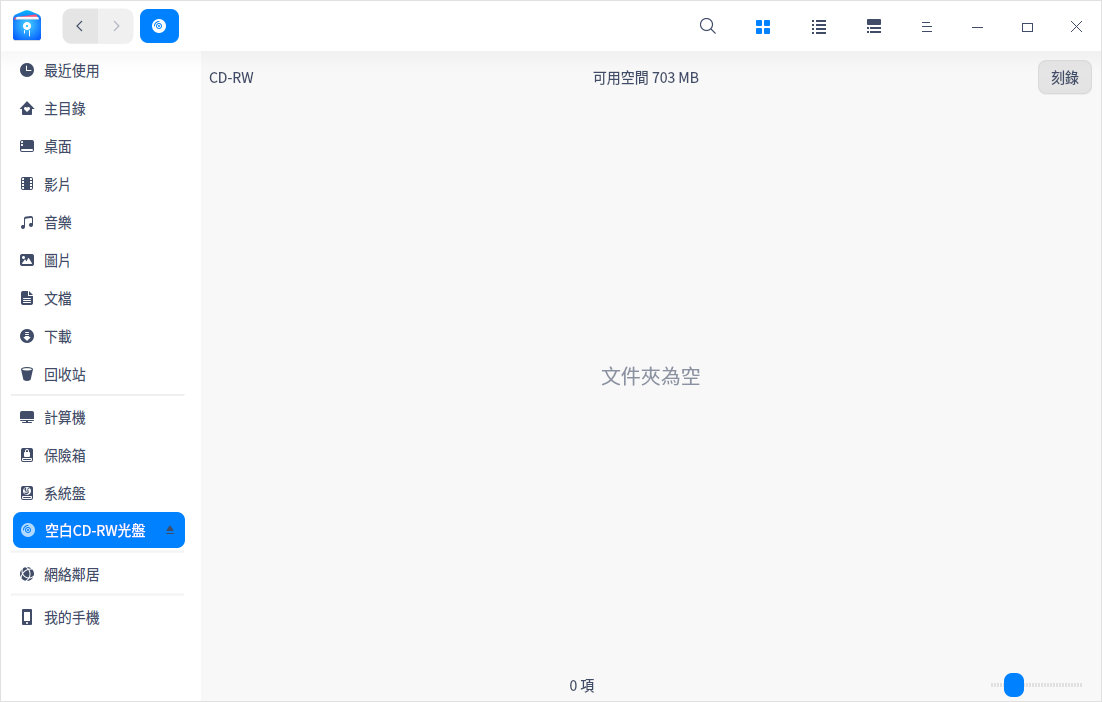 最近使用
主目錄
桌面
影片
音樂
圖片
文檔
下載
回收站
計算機
保險箱
系統盤
空白CD-RW光盤
網絡鄰居
我的手機
CD-RW
可用空間 703 MB
刻錄
文件夾為空
0 項